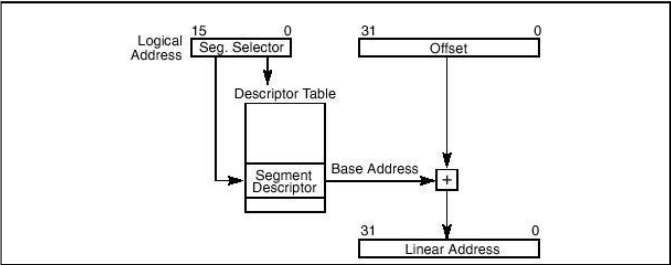 15 0
31 0
Logical
Address
Seg. Selector
Offset
Descriptor Table
Segment
Descriptor
Base Address
+
31 0
Linear Address